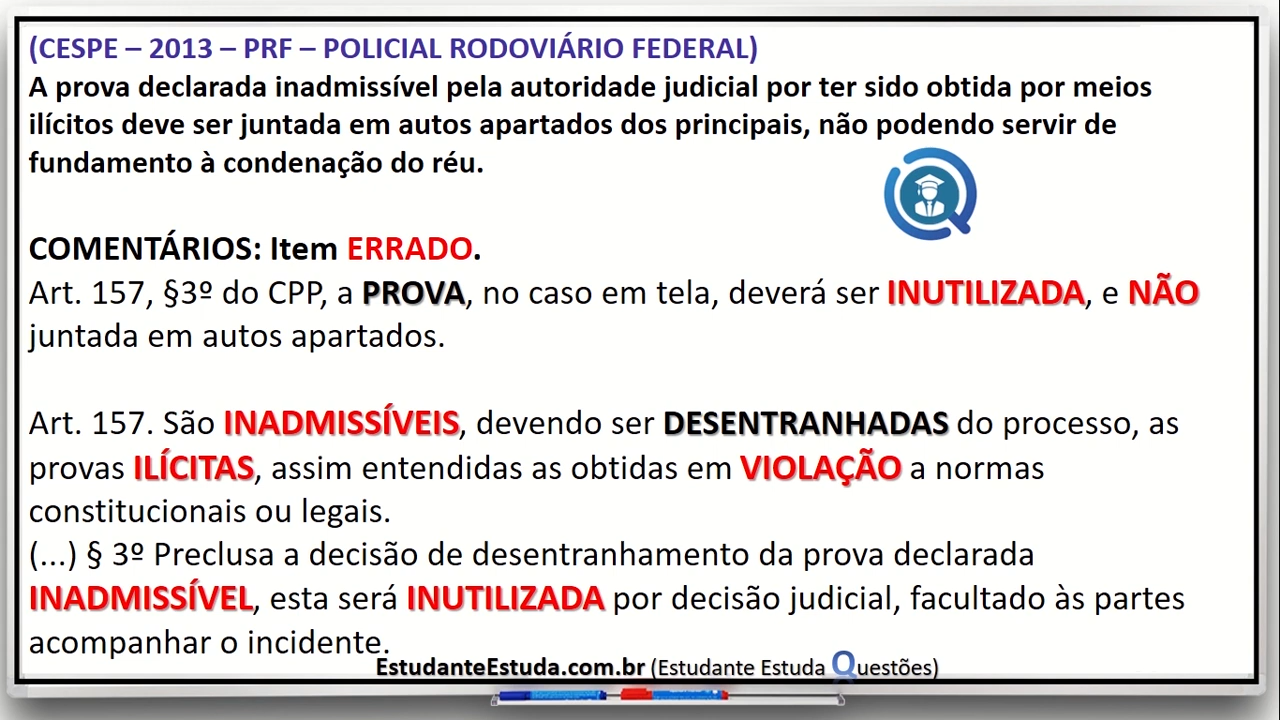 (CESPE – 2013 – PRF – POLICIAL RODOVIÁRIO FEDERAL)
A prova declarada inadmissível pela autoridade judicial por ter sido obtida por meios
ilícitos deve ser juntada em autos apartados dos principais, não podendo servir de
fundamento à condenação do réu.
COMENTÁRIOS: Item ERRADO.
Art. 157, §3º do CPP, a PROVA, no caso em tela, deverá ser INUTILIZADA, e NÃO
juntada em autos apartados.
Art. 157. São INADMISSÍVEIS, devendo ser DESENTRANHADAS do processo, as
provas ILÍCITAS, assim entendidas as obtidas em VIOLAÇÃO a normas
constitucionais ou legais.
(...) § 3º Preclusa a decisão de desentranhamento da prova declarada
INADMISSÍVEL, esta será INUTILIZADA por decisão judicial, facultado às partes
acompanhar o incidente.
EstudanteEstuda.com.br (Estudante Estuda Questões)